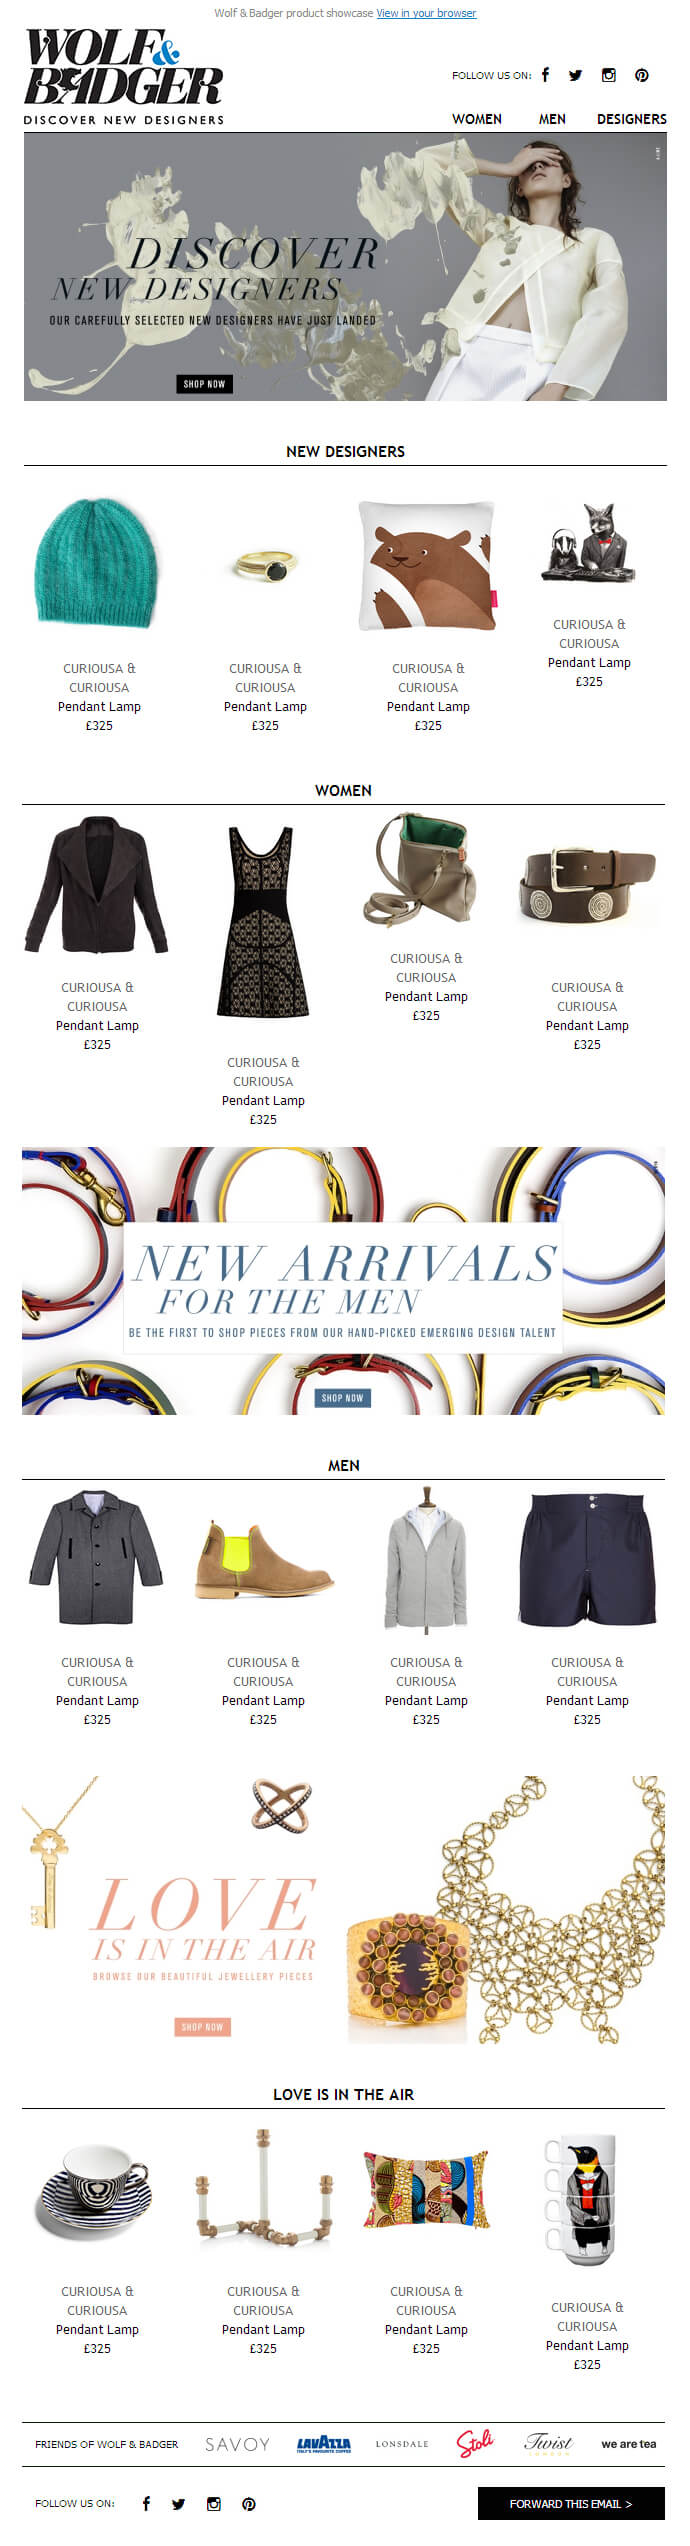 Wolf & Badger product showcase View in your browser
WOLF &
BADGER
DISCOVER NEW DESIGNERS
FOLLOW US ON:
WOMEN MEN DESIGNERS
DISCOVER
NEW DESIGNERS
OUR CAREFULLY SELECTED NEW DESIGNERS HAVE JUST LANDED
SHOP NOW
NEW DESIGNERS
CURIOUSA &
CURIOUSA
Pendant Lamp
£325
CURIOUSA &
CURIOUSA
Pendant Lamp
£325
CURIOUSA &
CURIOUSA
Pendant Lamp
£325
CURIOUSA &
CURIOUSA
Pendant Lamp
£325
WOMEN
CURIOUSA &
CURIOUSA
Pendant Lamp
£325
CURIOUSA &
CURIOUSA
Pendant Lamp
£325
CURIOUSA &
CURIOUSA
Pendant Lamp
£325
CURIOUSA &
CURIOUSA
Pendant Lamp
£325
NEW ARRIVALS
FOR THE MEN
BE THE FIRST TO SHOP PIECES FROM OUR HAND-PICKED EMERGING DESIGN TALENT
SHOP NOW
MEN
CURIOUSA &
CURIOUSA
Pendant Lamp
£325
CURIOUSA &
CURIOUSA
Pendant Lamp
£325
CURIOUSA &
CURIOUSA
Pendant Lamp
£325
CURIOUSA &
CURIOUSA
Pendant Lamp
£325
LOVE
IS IN THE AIR
BROWSE OUR BEAUTIFUL JEWELLERY PIECES
SHOP NOW
LOVE IS IN THE AIR
CURIOUSA &
CURIOUSA
Pendant Lamp
£325
CURIOUSA &
CURIOUSA
Pendant Lamp
£325
CURIOUSA &
CURIOUSA
Pendant Lamp
£325
CURIOUSA &
CURIOUSA
Pendant Lamp
£325
FRIENDS OF WOLF & BADGER
SAVOY
LAVAZZA
ITALY'S FAVOURITE COFFEE
LONSDALE
Stoli
Twist
LONDON
we are tea
FOLLOW US ON:
FORWARD THIS EMAIL >